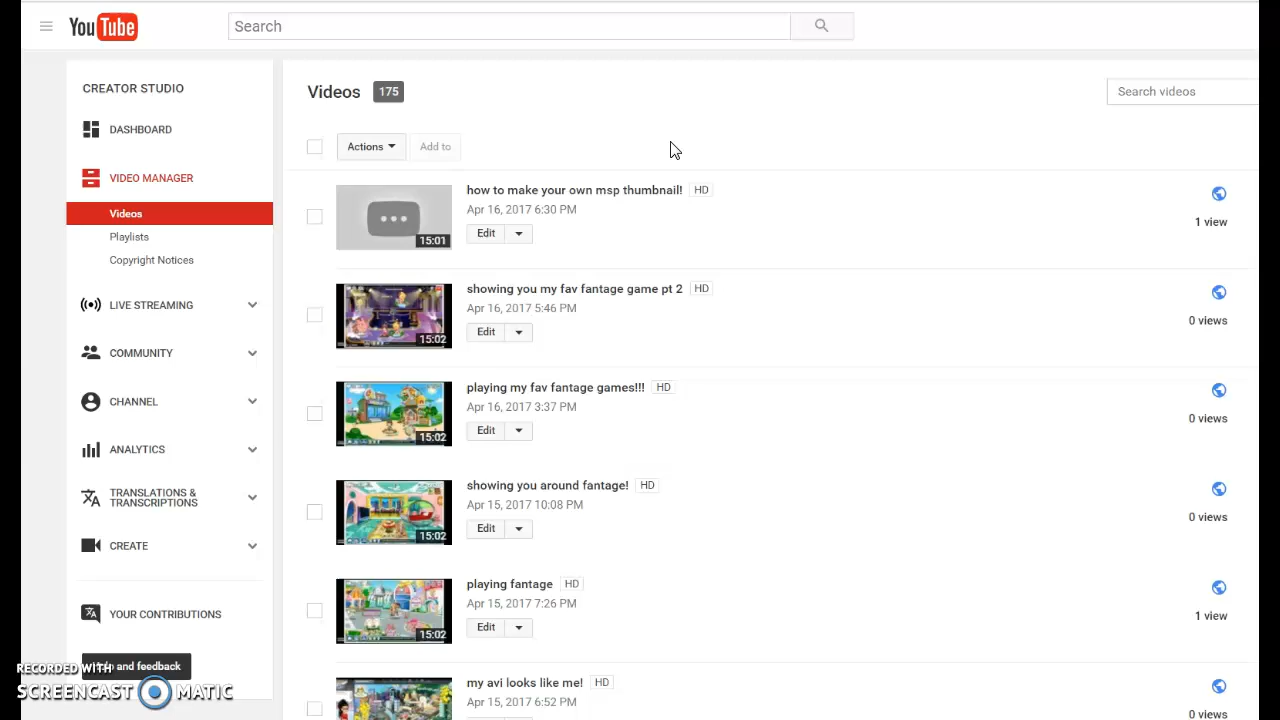 YouTube
Search
CREATOR STUDIO
DASHBOARD
VIDEO MANAGER
Videos
Playlists
Copyright Notices
LIVE STREAMING
COMMUNITY
CHANNEL
ANALYTICS
TRANSLATIONS &
TRANSCRIPTIONS
CREATE
YOUR CONTRIBUTIONS
and feedback
RECORDED WITH
SCREENCAST MATIC
Videos 175
Search videos
Actions Add to
how to make your own msp thumbnail! HD
Apr 16, 2017 6:30 PM
Edit
15:01
1 view
showing you my fav fantage game pt 2 HD
Apr 16, 2017 5:46 PM
Edit
15:02
0 views
playing my fav fantage games!!! HD
Apr 16, 2017 3:37 PM
Edit
15:02
0 views
showing you around fantage! HD
Apr 15, 2017 10:08 PM
Edit
15:02
0 views
playing fantage HD
Apr 15, 2017 7:26 PM
Edit
15:02
1 view
my avi looks like me! HD
Apr 15, 2017 6:52 PM
0 views